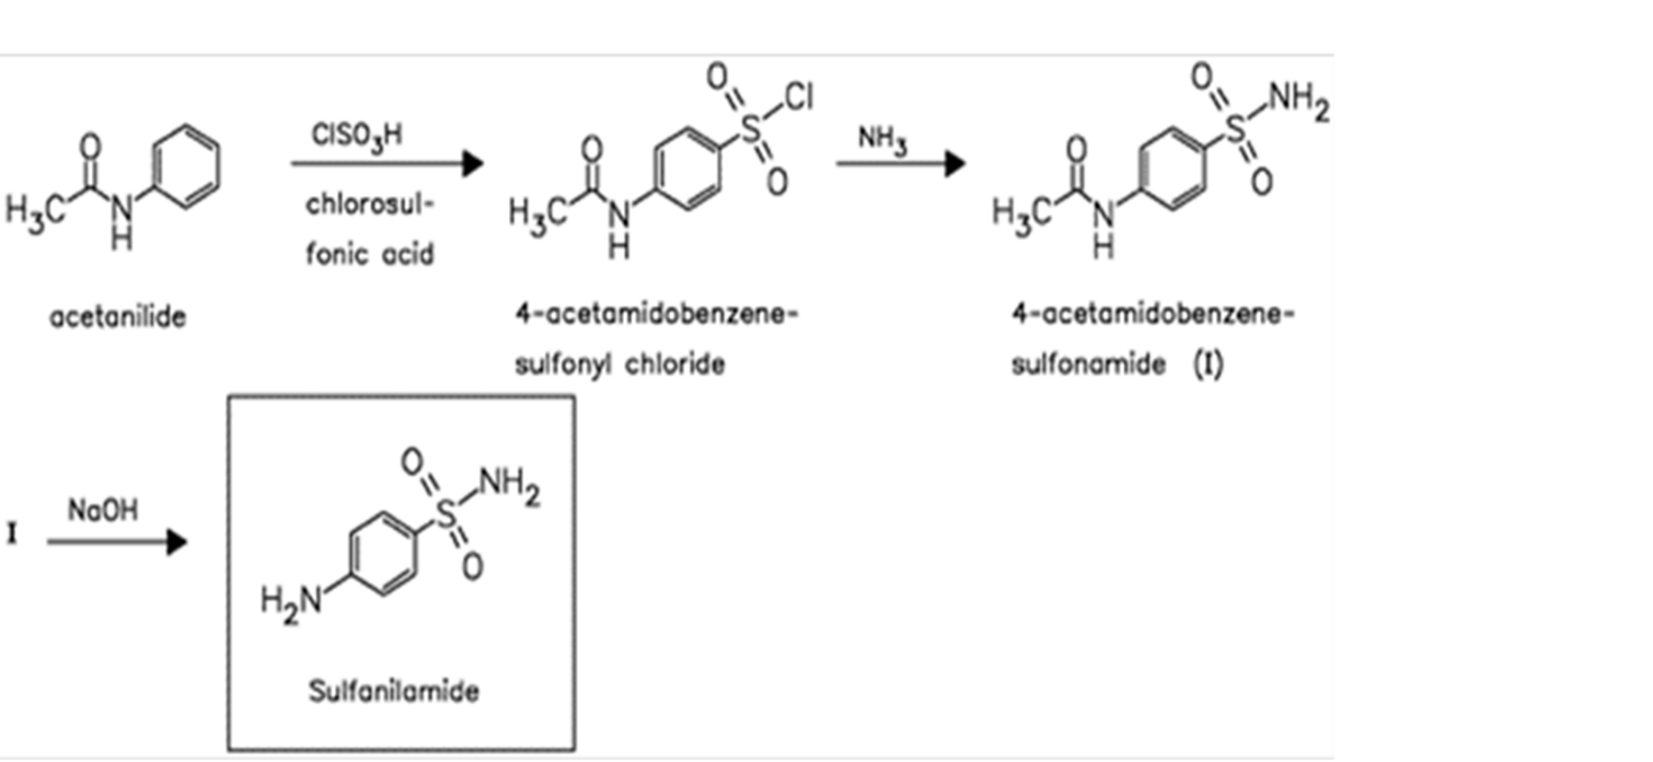 ClSO3H
chlorosul-
fonic acid
O
H3C
N
H
acetanilide
O
Cl
S
O
O
H3C
N
H
4-acetamidobenzene-
sulfonyl chloride
NH3
O
NH2
S
O
O
H3C
N
H
4-acetamidobenzene-
sulfonamide (I)
I
NaOH
O
NH2
S
O
H2N
Sulfanilamide